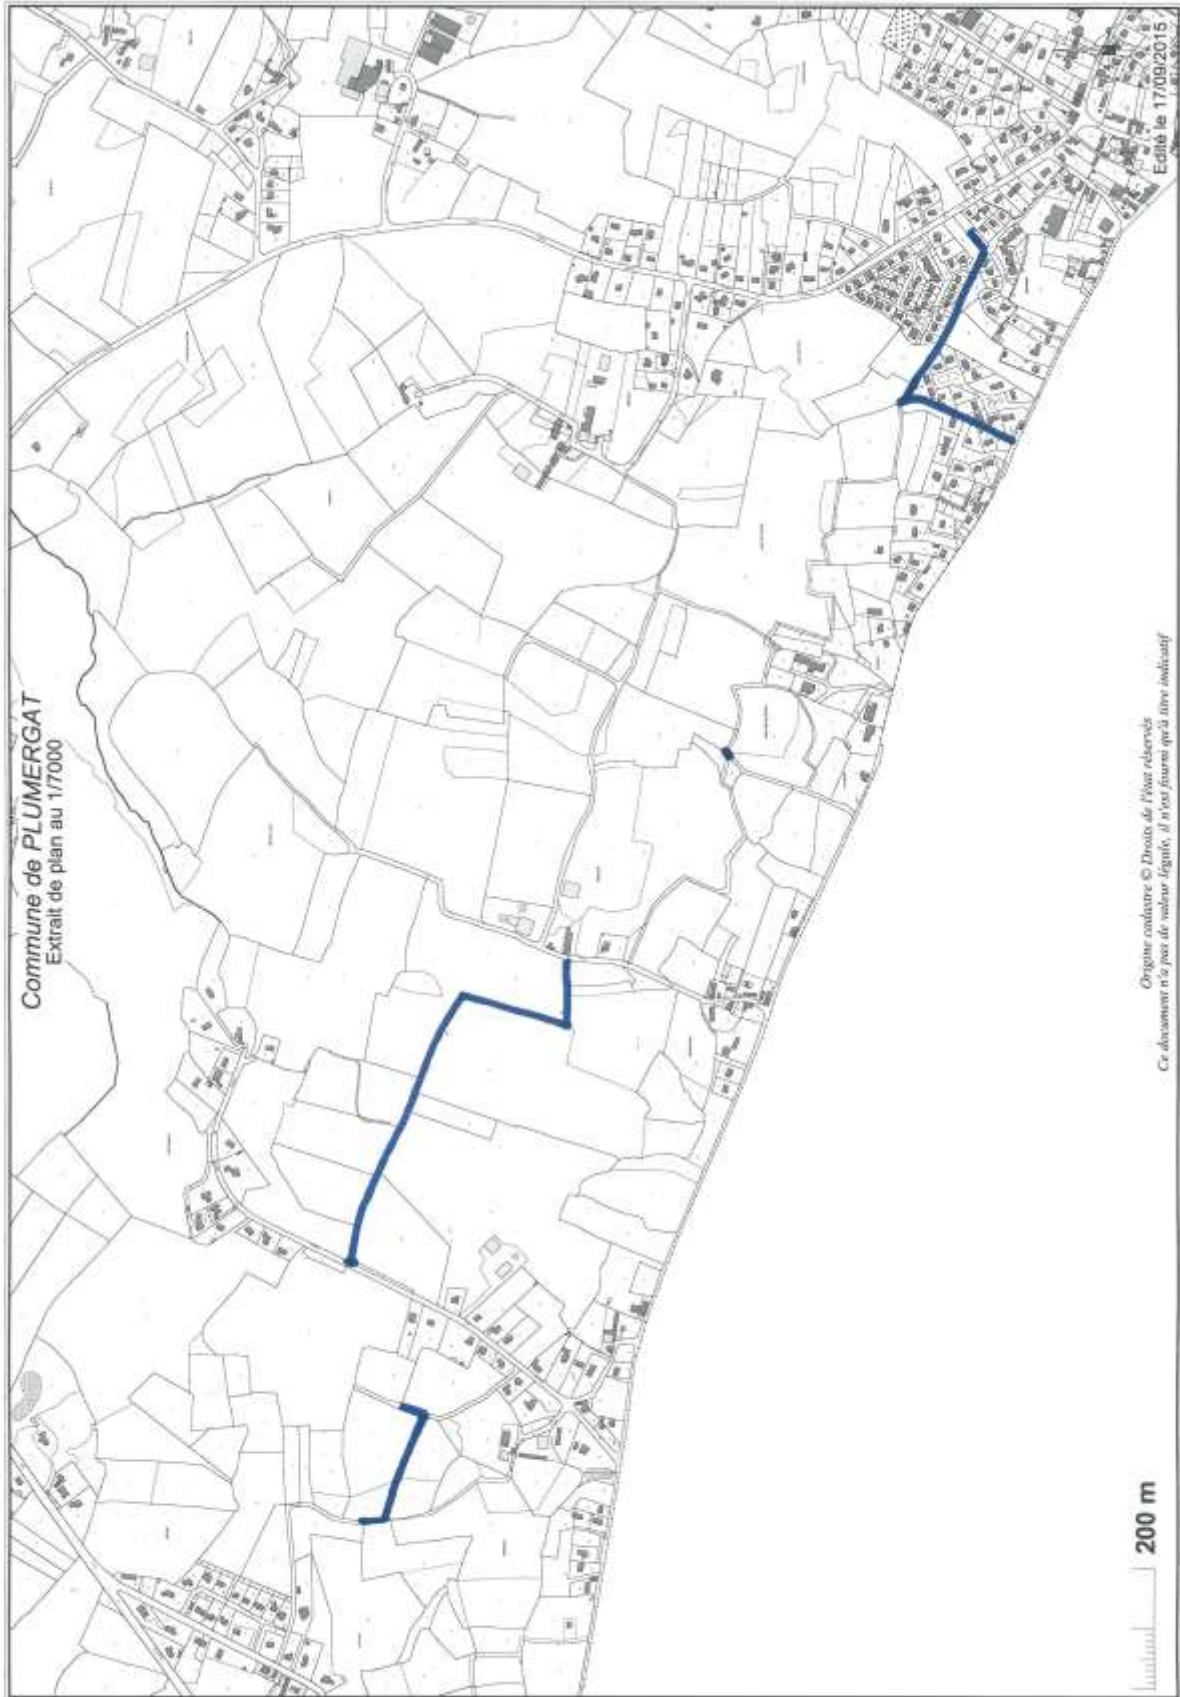 Commune de PLUMERGAT
Extrait de plan au 1/7000
Edité le 17/09/2015
Origine cadastre © Droits de l'état réservés
Ce document n'a pas de valeur légale, il n'est fourni qu'à titre indicatif
200 m